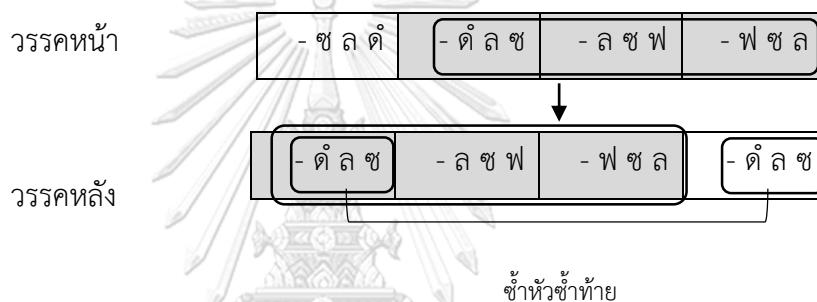 วรรคหน้า - ซ ล ดํ - ดํ ล ซ - ล ซ ฟ - ฟ ซ ล
วรรคหลัง - ดํ ล ซ - ล ซ ฟ - ฟ ซ ล - ดํ ล ซ
ซ้ำหัวซ้ำท้าย